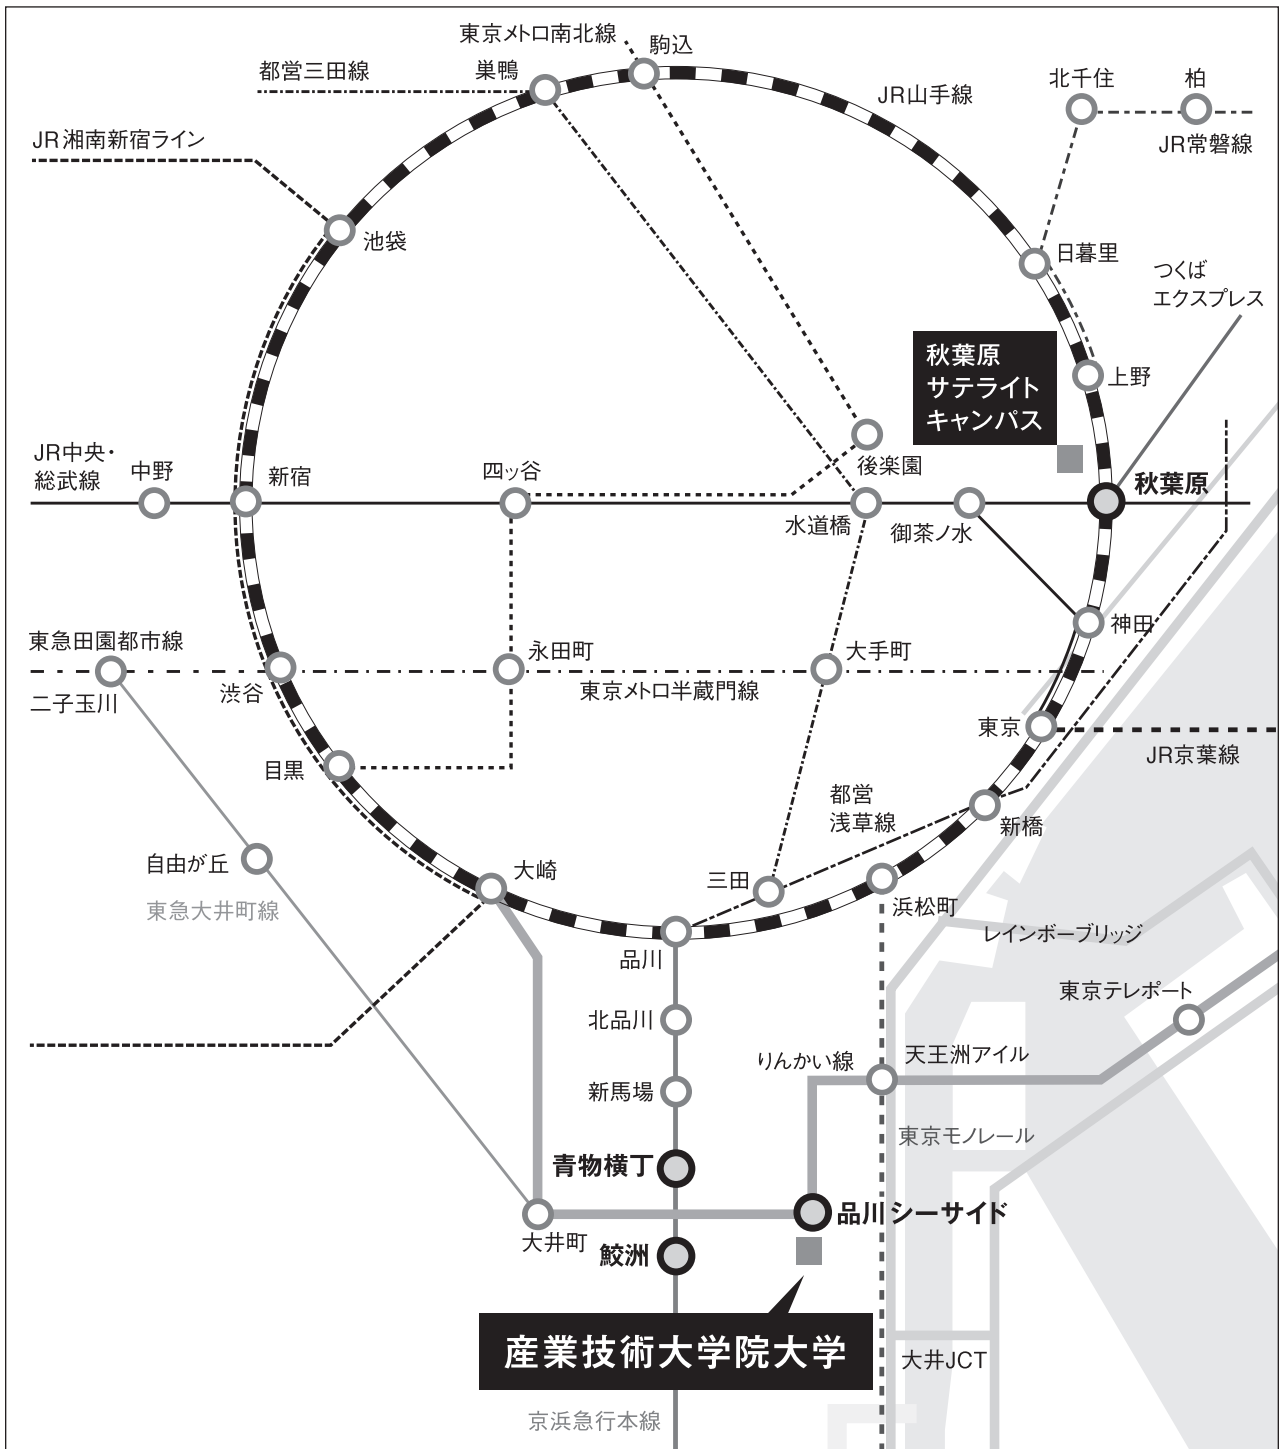 東京メトロ南北線
駒込
都営三田線
巣鴨
JR山手線
北千住
柏
JR常磐線
JR湘南新宿ライン
池袋
日暮里
つくば
エクスプレス
秋葉原
サテライト
キャンパス
上野
JR中央・
総武線
中野
新宿
四ッ谷
後楽園
水道橋
御茶ノ水
秋葉原
神田
東急田園都市線
二子玉川
渋谷
永田町
大手町
東京メトロ半蔵門線
東京
JR京葉線
目黒
都営
浅草線
新橋
自由が丘
東急大井町線
大崎
三田
浜松町
品川
レインボーブリッジ
東京テレポート
北品川
りんかい線
天王洲アイル
新馬場
東京モノレール
青物横丁
品川シーサイド
大井町
鮫洲
産業技術大学院大学
大井JCT
京浜急行本線